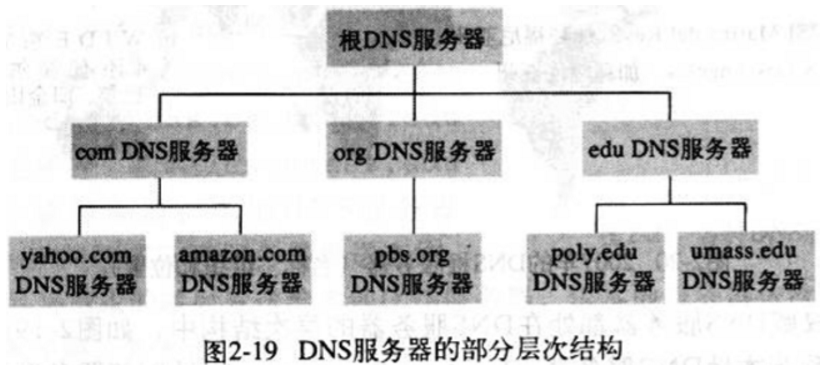 根DNS服务器
com DNS服务器
org DNS服务器
edu DNS服务器
yahoo.com
DNS服务器
amazon.com
DNS服务器
pbs.org
DNS服务器
poly.edu
DNS服务器
umass.edu
DNS服务器
图2-19 DNS服务器的部分层次结构